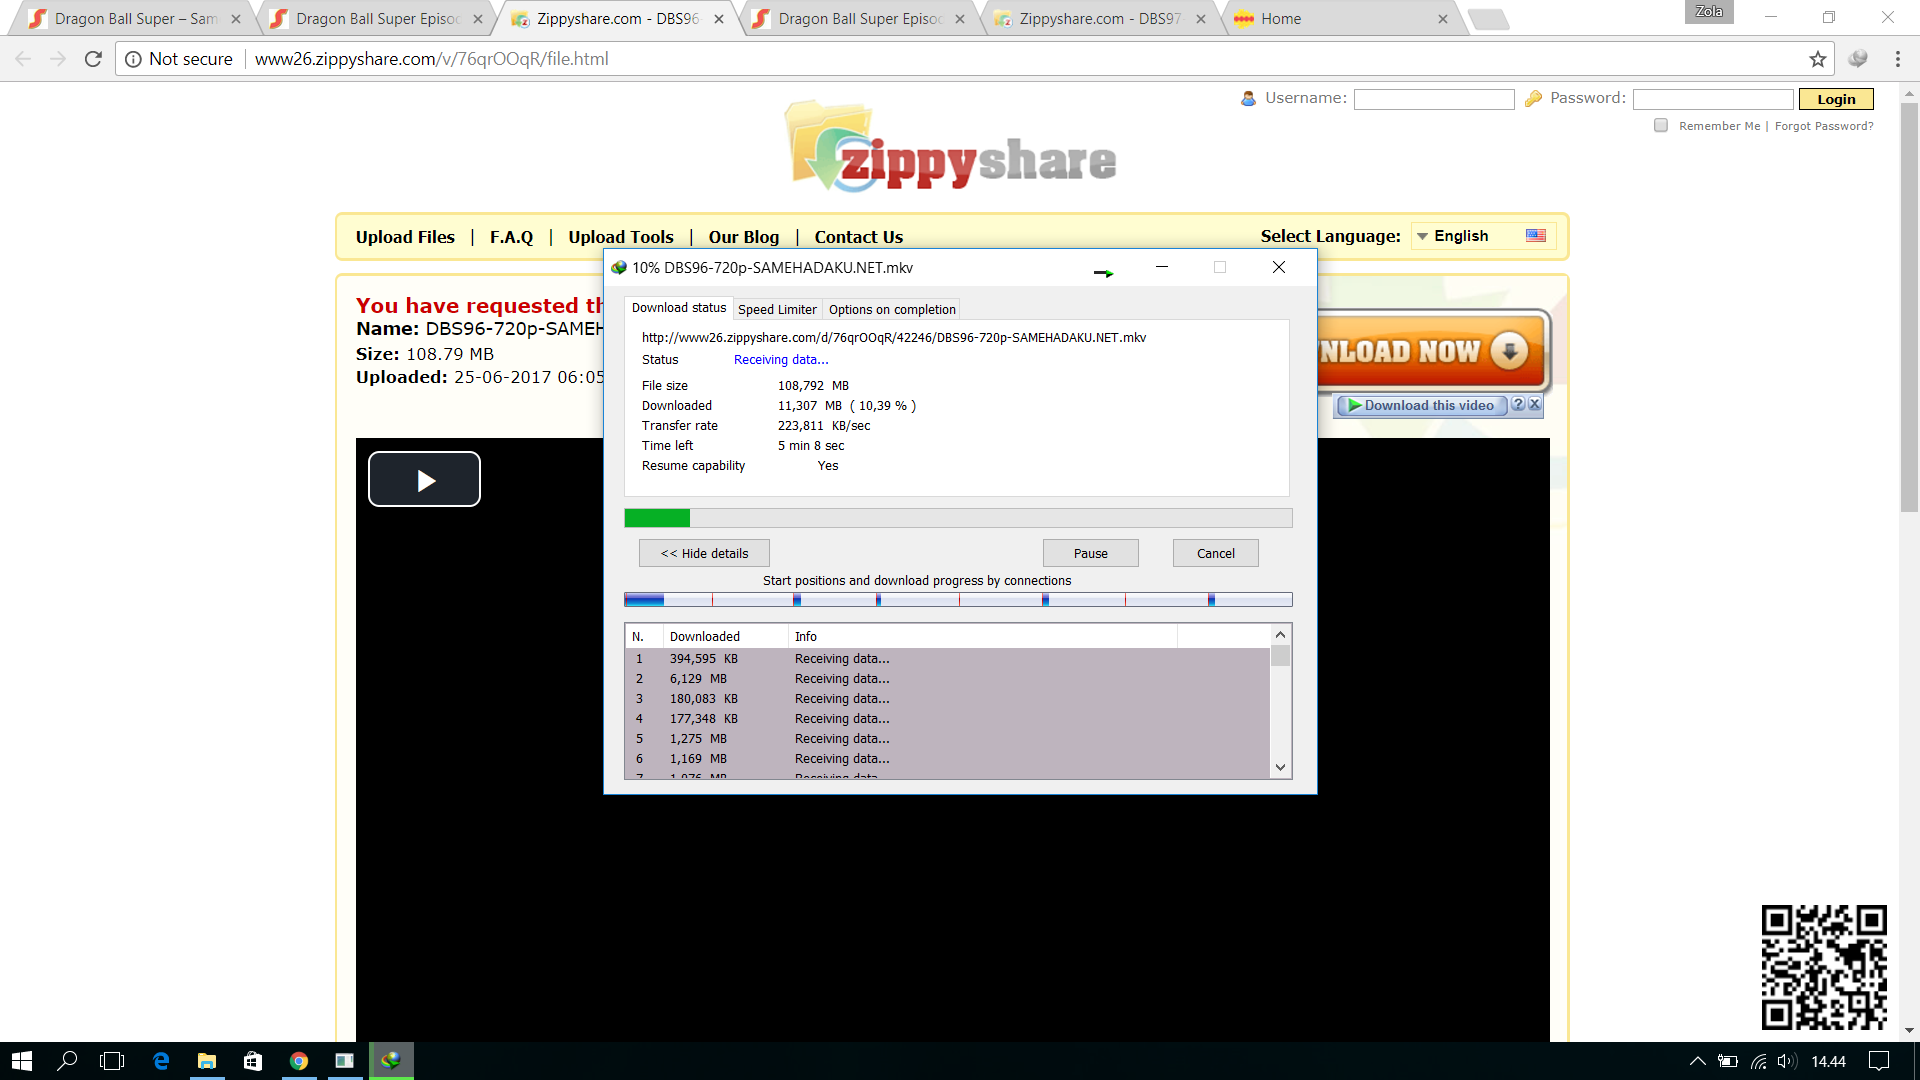 Dragon Ball Super – Sam
Dragon Ball Super Episod
Zippyshare.com - DBS96-
Dragon Ball Super Episod
Zippyshare.com - DBS97-
Home
Zola
Not secure
www26.zippyshare.com/v/76qrOOqR/file.html
Username:
Password:
Login
Remember Me | Forgot Password?
zippyshare
Upload Files | F.A.Q | Upload Tools | Our Blog | Contact Us
Select Language: English
You have requested th
Name: DBS96-720p-SAMEH
Size: 108.79 MB
Uploaded: 25-06-2017 06:05
NLOAD NOW
Download this video
?
10% DBS96-720p-SAMEHADAKU.NET.mkv
Download status
Speed Limiter
Options on completion
http://www26.zippyshare.com/d/76qrOOqR/42246/DBS96-720p-SAMEHADAKU.NET.mkv
Status Receiving data...
File size 108,792 MB
Downloaded 11,307 MB ( 10,39 % )
Transfer rate 223,811 KB/sec
Time left 5 min 8 sec
Resume capability Yes
<< Hide details
Pause
Cancel
Start positions and download progress by connections
N. Downloaded Info
1 394,595 KB Receiving data...
2 6,129 MB Receiving data...
3 180,083 KB Receiving data...
4 177,348 KB Receiving data...
5 1,275 MB Receiving data...
6 1,169 MB Receiving data...
7 1,076 MB Receiving data...
14.44